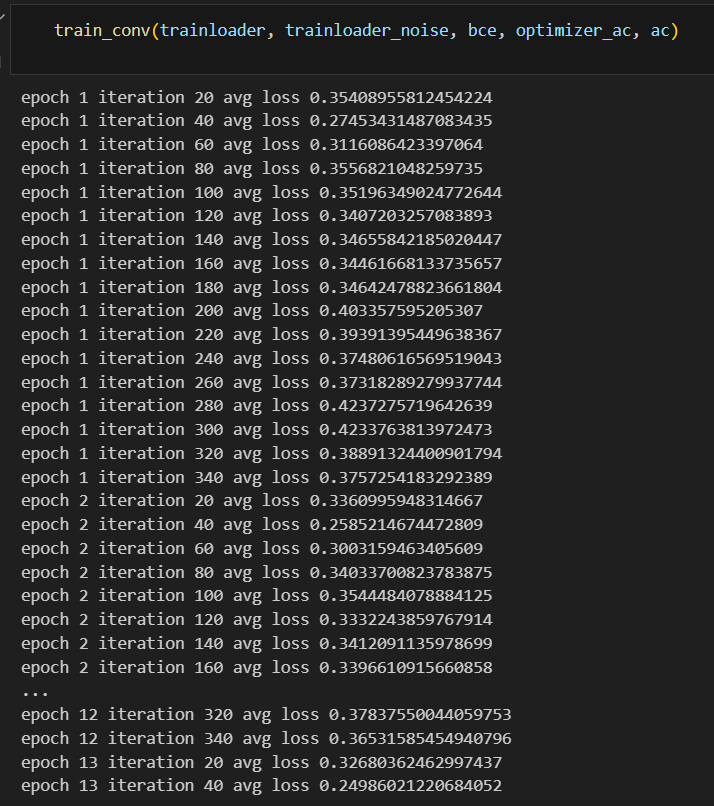 train_conv(trainloader, trainloader_noise, bce, optimizer_ac, ac)
epoch 1 iteration 20 avg loss 0.35408955812454224
epoch 1 iteration 40 avg loss 0.27453431487083435
epoch 1 iteration 60 avg loss 0.3116086423397064
epoch 1 iteration 80 avg loss 0.3556821048259735
epoch 1 iteration 100 avg loss 0.35196349024772644
epoch 1 iteration 120 avg loss 0.3407203257083893
epoch 1 iteration 140 avg loss 0.34655842185020447
epoch 1 iteration 160 avg loss 0.34461668133735657
epoch 1 iteration 180 avg loss 0.34642478823661804
epoch 1 iteration 200 avg loss 0.403357595205307
epoch 1 iteration 220 avg loss 0.39391395449638367
epoch 1 iteration 240 avg loss 0.37480616569519043
epoch 1 iteration 260 avg loss 0.37318289279937744
epoch 1 iteration 280 avg loss 0.4237275719642639
epoch 1 iteration 300 avg loss 0.4233763813972473
epoch 1 iteration 320 avg loss 0.38891324400901794
epoch 1 iteration 340 avg loss 0.3757254183292389
epoch 2 iteration 20 avg loss 0.3360995948314667
epoch 2 iteration 40 avg loss 0.2585214674472809
epoch 2 iteration 60 avg loss 0.3003159463405609
epoch 2 iteration 80 avg loss 0.34033700823783875
epoch 2 iteration 100 avg loss 0.3544484078884125
epoch 2 iteration 120 avg loss 0.3332243859767914
epoch 2 iteration 140 avg loss 0.3412091135978699
epoch 2 iteration 160 avg loss 0.3396610915660858
...
epoch 12 iteration 320 avg loss 0.37837550044059753
epoch 12 iteration 340 avg loss 0.36531585454940796
epoch 13 iteration 20 avg loss 0.32680362462997437
epoch 13 iteration 40 avg loss 0.24986021220684052